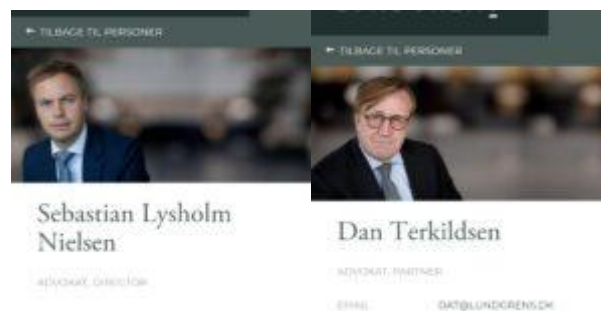 ← TILBAGE TIL PERSONER
Sebastian Lysholm
Nielsen
ADVOKAT, DIRECTOR
← TILBAGE TIL PERSONER
Dan Terkildsen
ADVOKAT, PARTNER
EMAIL DAT@LUNDGRENS.DK